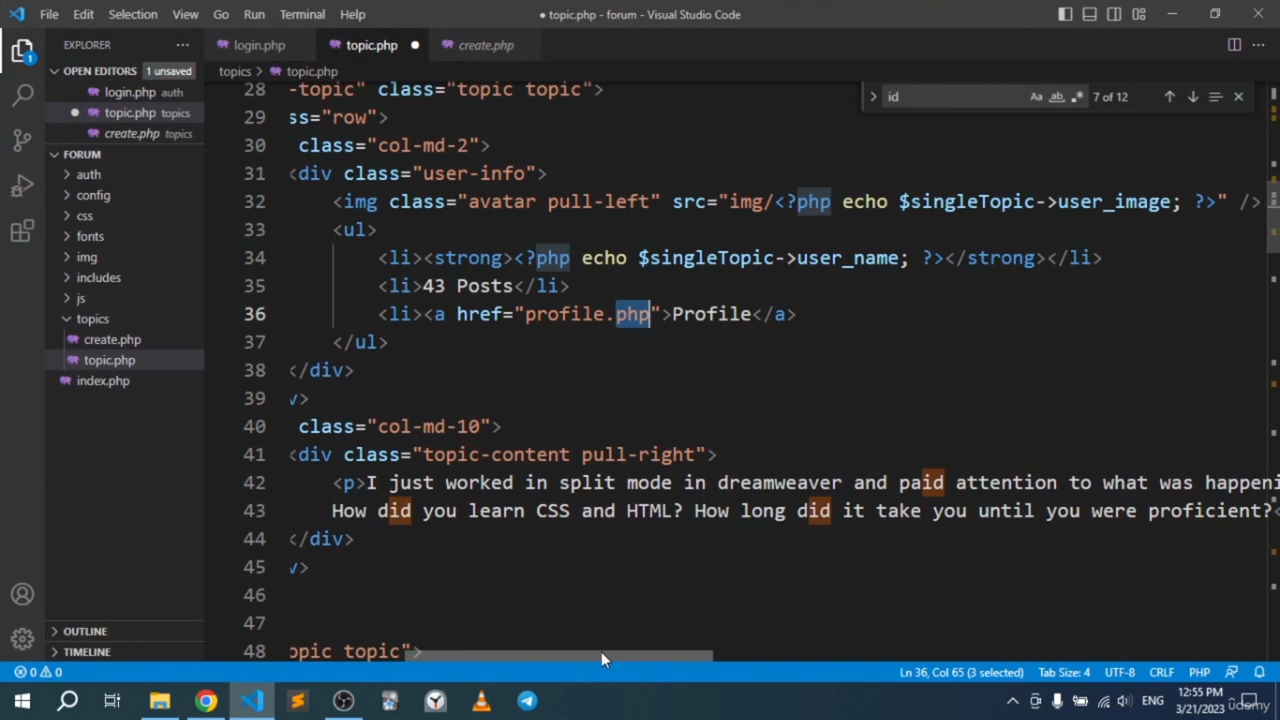 File Edit Selection View Go Run Terminal Help
● topic.php - forum - Visual Studio Code
EXPLORER
login.php
topic.php
create.php
OPEN EDITORS 1 unsaved
login.php auth
topic.php topics
create.php topics
FORUM
auth
config
css
fonts
img
includes
js
topics
create.php
topic.php
index.php
OUTLINE
TIMELINE
topics > topic.php
id
Aa ab 7 of 12
28 -topic" class="topic topic">
29 ss="row">
30 class="col-md-2">
31 <div class="user-info">
32 <img class="avatar pull-left" src="img/<?php echo $singleTopic->user_image; ?>" />
33 <ul>
34 <li><strong><?php echo $singleTopic->user_name; ?></strong></li>
35 <li>43 Posts</li>
36 <li><a href="profile.php">Profile</a>
37 </ul>
38 </div>
39 v>
40 class="col-md-10">
41 <div class="topic-content pull-right">
42 <p>I just worked in split mode in dreamweaver and paid attention to what was happeni
43 How did you learn CSS and HTML? How long did it take you until you were proficient?<
44 </div>
45 v>
46
47
48 opic topic">
0 0 Ln 36, Col 65 (3 selected) Tab Size: 4 UTF-8 CRLF PHP
1
ENG
12:55 PM
3/21/2023
udemy